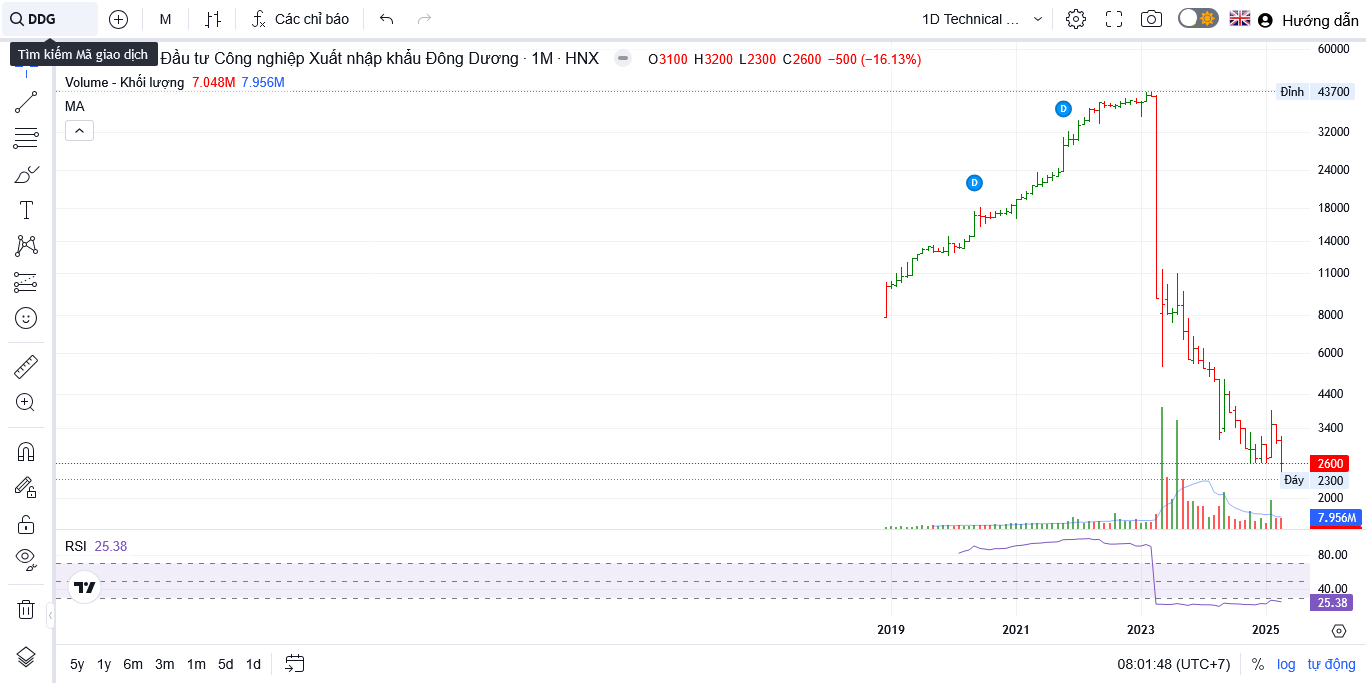 DDG M Các chỉ báo 1D Technical ... Hướng dẫn
Tìm kiếm Mã giao dịch
Đầu tư Công nghiệp Xuất nhập khẩu Đông Dương · 1M · HNX O3100 H3200 L2300 C2600 −500 (−16.13%)
Volume - Khối lượng 7.048M 7.956M
MA
D
D
60000
Đỉnh 43700
32000
24000
18000
14000
11000
8000
6000
4400
3400
2600
Đáy 2300
2000
7.956M
RSI 25.38
80.00
40.00
25.38
2019 2021 2023 2025
5y 1y 6m 3m 1m 5d 1d 08:01:48 (UTC+7) % log tự động